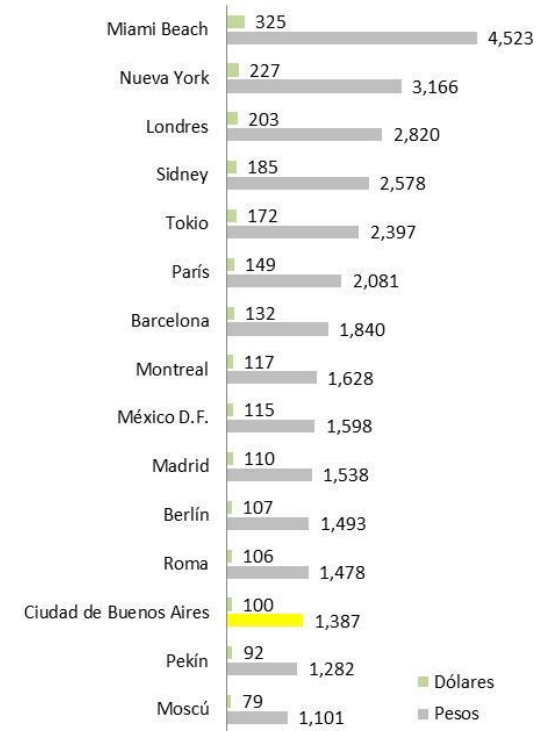 Miami Beach 325
4,523
Nueva York 227
3,166
Londres 203
2,820
Sidney 185
2,578
Tokio 172
2,397
París 149
2,081
Barcelona 132
1,840
Montreal 117
1,628
México D.F. 115
1,598
Madrid 110
1,538
Berlín 107
1,493
Roma 106
1,478
Ciudad de Buenos Aires 100
1,387
Pekín 92
1,282
Moscú 79
1,101
Dólares
Pesos